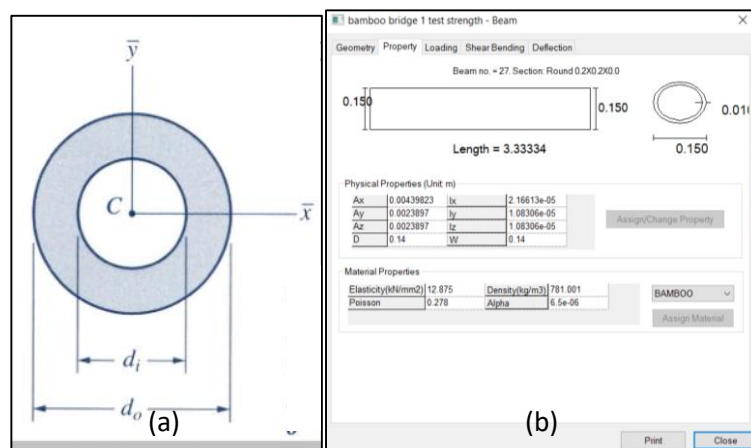 ȳ
C
x̄
dᵢ
dₒ
(a)
bamboo bridge 1 test strength - Beam
Geometry Property Loading Shear Bending Deflection
Beam no. = 27. Section: Round 0.2X0.2X0.0
0.150 0.150 0.010
0.150
Length = 3.33334
Physical Properties (Unit: m)
Ax 0.00439823 Ix 2.16613e-05
Ay 0.0023897 Iy 1.08306e-05
Az 0.0023897 Iz 1.08306e-05
D 0.14 W 0.14
Assign/Change Property
Material Properties
Elasticity(kN/mm2) 12.875 Density(kg/m3) 781.001
Poisson 0.278 Alpha 6.5e-06
BAMBOO
Assign Material
(b)
Print Close